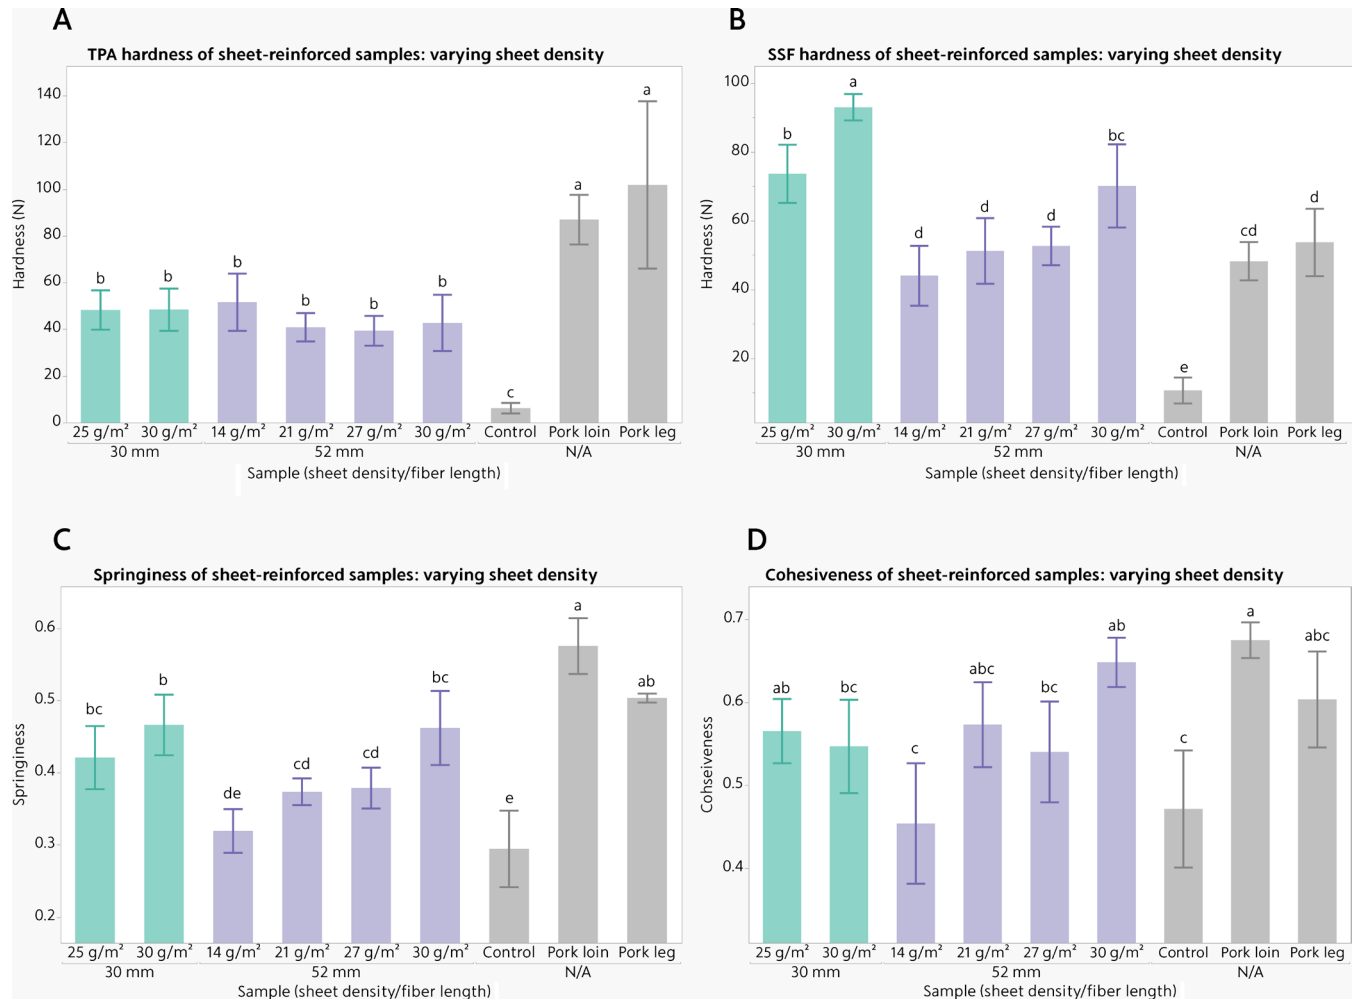 A
TPA hardness of sheet-reinforced samples: varying sheet density
Hardness (N)
140
120
100
80
60
40
20
0
b
b
b
b
b
b
c
a
a
25 g/m²
30 g/m²
14 g/m²
21 g/m²
27 g/m²
30 g/m²
Control
Pork loin
Pork leg
30 mm
52 mm
N/A
Sample (sheet density/fiber length)
B
SSF hardness of sheet-reinforced samples: varying sheet density
Hardness (N)
100
80
60
40
20
b
a
d
d
d
bc
e
cd
d
25 g/m²
30 g/m²
14 g/m²
21 g/m²
27 g/m²
30 g/m²
Control
Pork loin
Pork leg
30 mm
52 mm
N/A
Sample (sheet density/fiber length)
C
Springiness of sheet-reinforced samples: varying sheet density
Springiness
0.6
0.5
0.4
0.3
0.2
bc
b
de
cd
cd
bc
e
a
ab
25 g/m²
30 g/m²
14 g/m²
21 g/m²
27 g/m²
30 g/m²
Control
Pork loin
Pork leg
30 mm
52 mm
N/A
Sample (sheet density/fiber length)
D
Cohesiveness of sheet-reinforced samples: varying sheet density
Cohseiveness
0.7
0.6
0.5
0.4
ab
bc
c
abc
bc
ab
c
a
abc
25 g/m²
30 g/m²
14 g/m²
21 g/m²
27 g/m²
30 g/m²
Control
Pork loin
Pork leg
30 mm
52 mm
N/A
Sample (sheet density/fiber length)